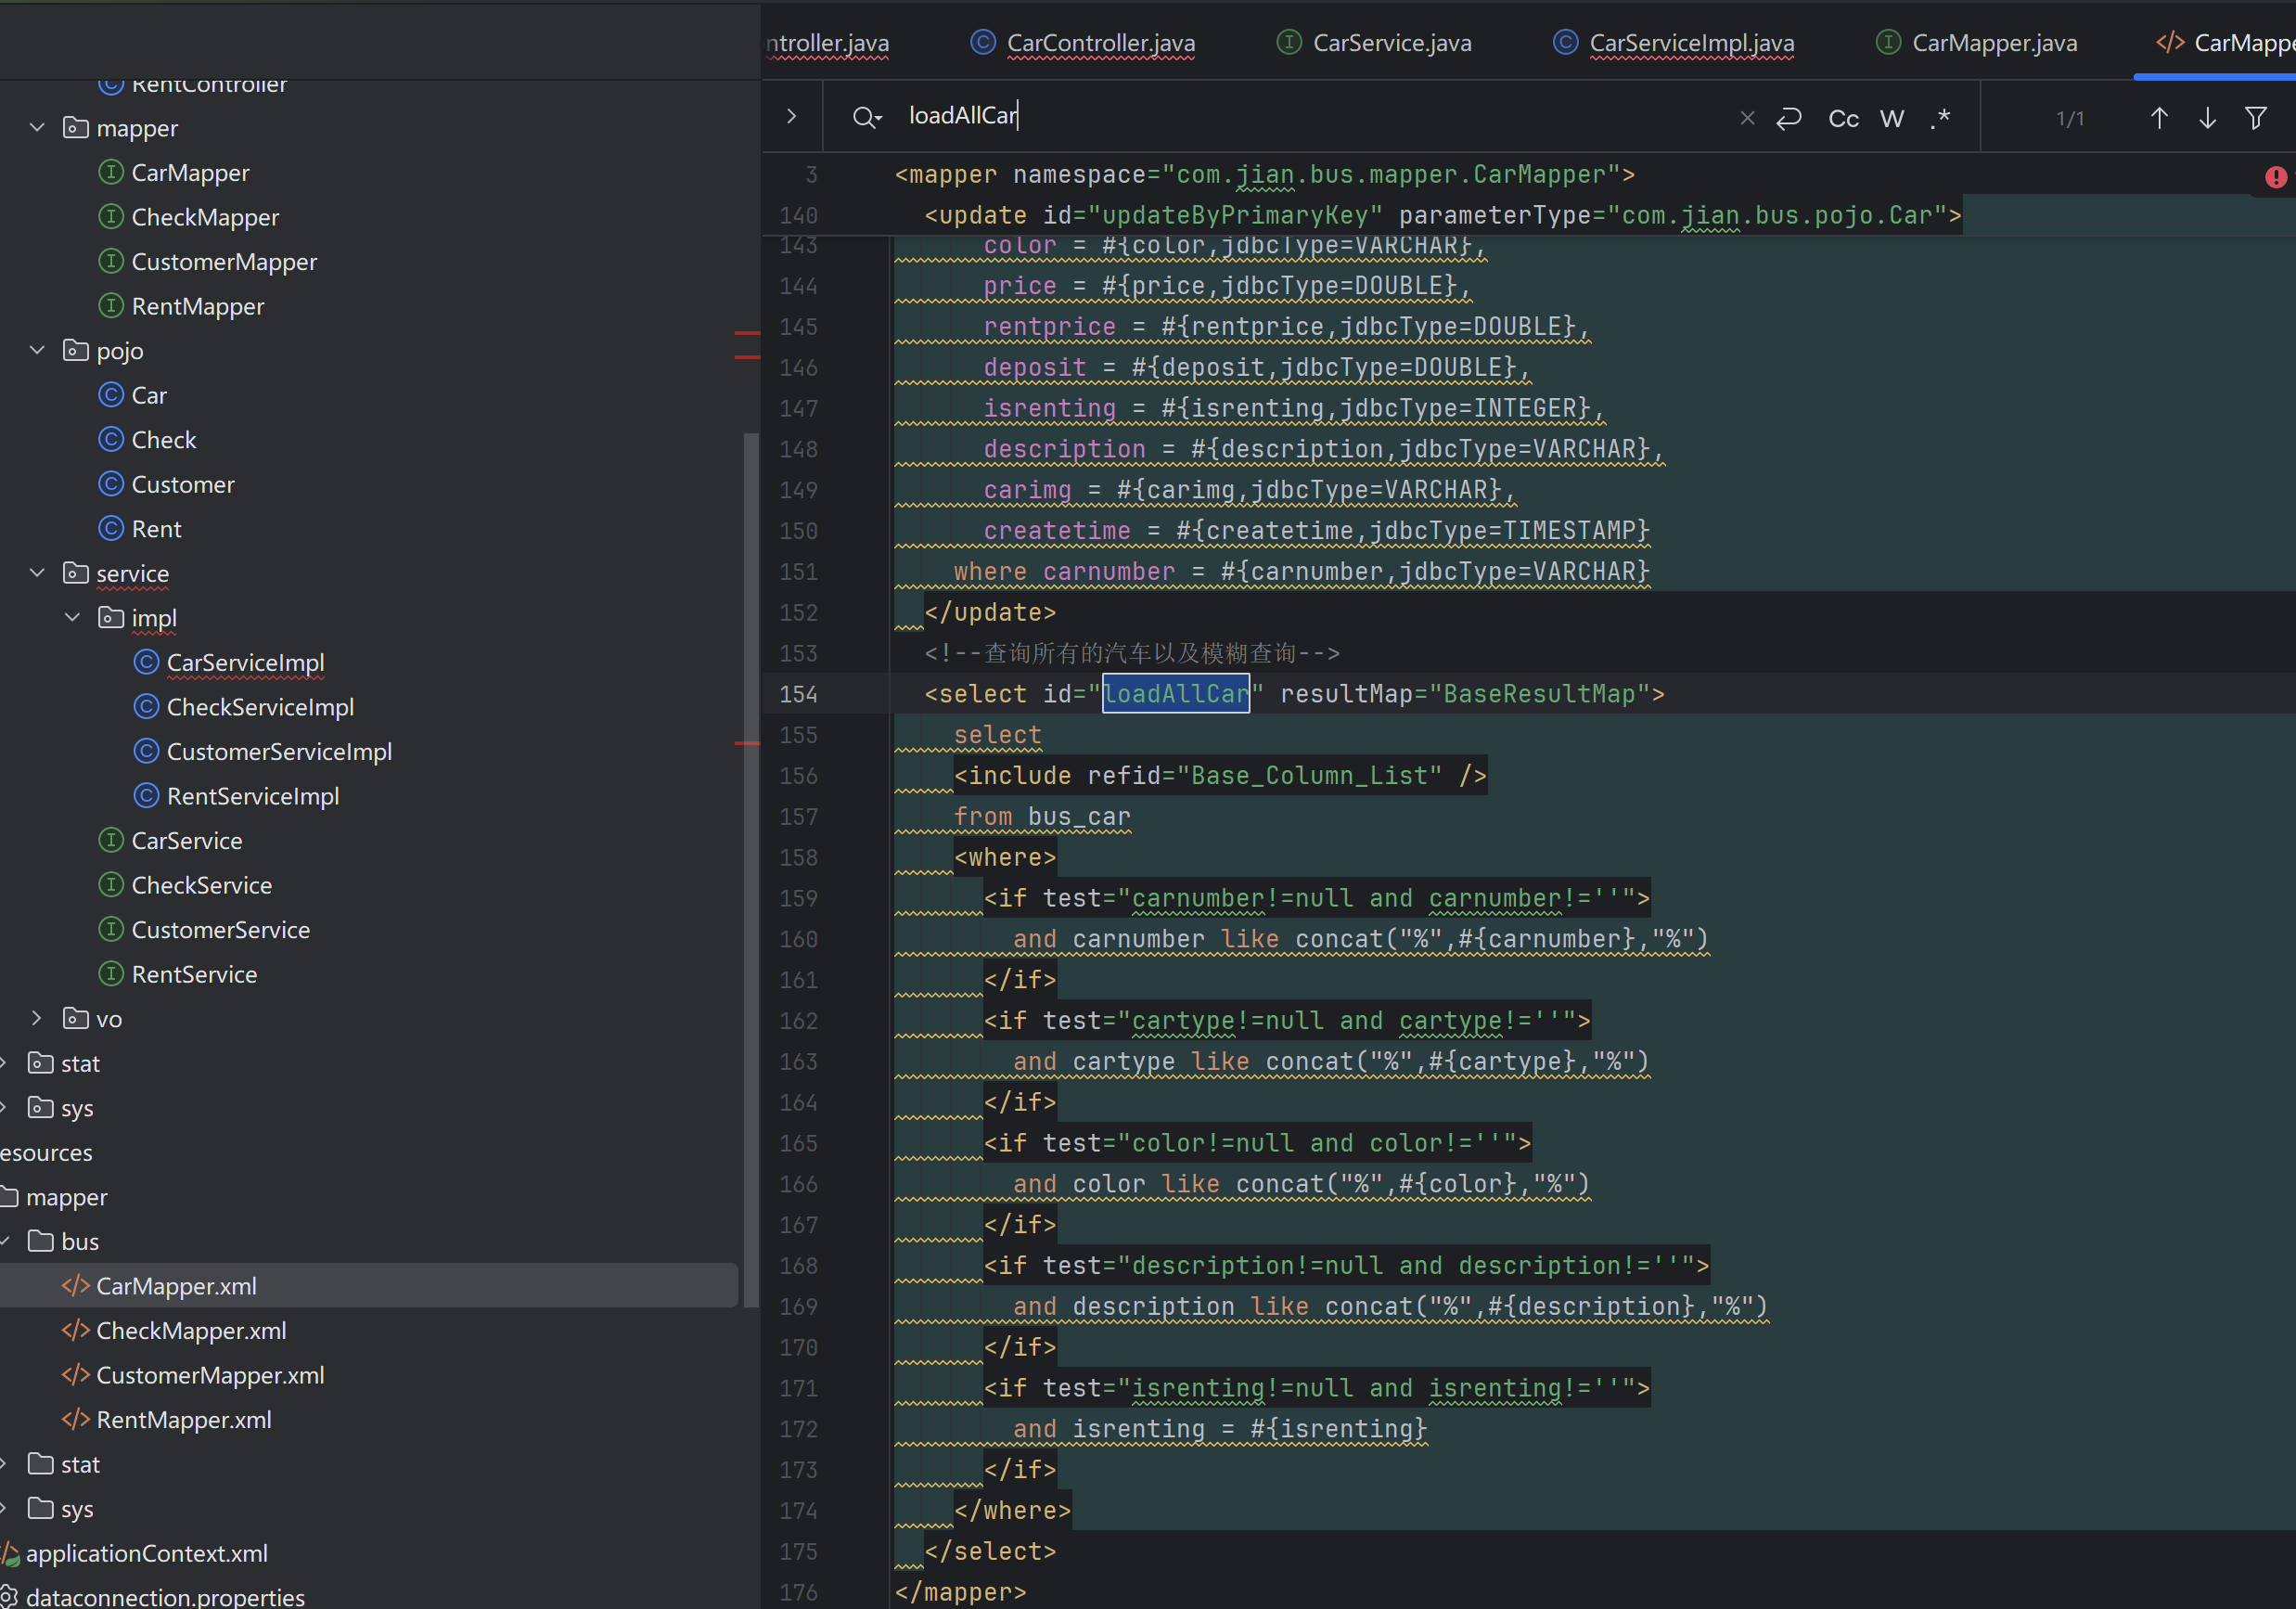 RentController
mapper
CarMapper
CheckMapper
CustomerMapper
RentMapper
pojo
Car
Check
Customer
Rent
service
impl
CarServiceImpl
CheckServiceImpl
CustomerServiceImpl
RentServiceImpl
CarService
CheckService
CustomerService
RentService
vo
stat
sys
esources
mapper
bus
CarMapper.xml
CheckMapper.xml
CustomerMapper.xml
RentMapper.xml
stat
sys
applicationContext.xml
dataconnection.properties
ntroller.java CarController.java CarService.java CarServiceImpl.java CarMapper.java CarMappe
loadAllCar Cc W .* 1/1
3 <mapper namespace="com.jian.bus.mapper.CarMapper">
140 <update id="updateByPrimaryKey" parameterType="com.jian.bus.pojo.Car">
143 color = #{color,jdbcType=VARCHAR},
144 price = #{price,jdbcType=DOUBLE},
145 rentprice = #{rentprice,jdbcType=DOUBLE},
146 deposit = #{deposit,jdbcType=DOUBLE},
147 isrenting = #{isrenting,jdbcType=INTEGER},
148 description = #{description,jdbcType=VARCHAR},
149 carimg = #{carimg,jdbcType=VARCHAR},
150 createtime = #{createtime,jdbcType=TIMESTAMP}
151 where carnumber = #{carnumber,jdbcType=VARCHAR}
152 </update>
153 <!--查询所有的汽车以及模糊查询-->
154 <select id="loadAllCar" resultMap="BaseResultMap">
155 select
156 <include refid="Base_Column_List" />
157 from bus_car
158 <where>
159 <if test="carnumber!=null and carnumber!=''">
160 and carnumber like concat("%",#{carnumber},"%")
161 </if>
162 <if test="cartype!=null and cartype!=''">
163 and cartype like concat("%",#{cartype},"%")
164 </if>
165 <if test="color!=null and color!=''">
166 and color like concat("%",#{color},"%")
167 </if>
168 <if test="description!=null and description!=''">
169 and description like concat("%",#{description},"%")
170 </if>
171 <if test="isrenting!=null and isrenting!=''">
172 and isrenting = #{isrenting}
173 </if>
174 </where>
175 </select>
176 </mapper>